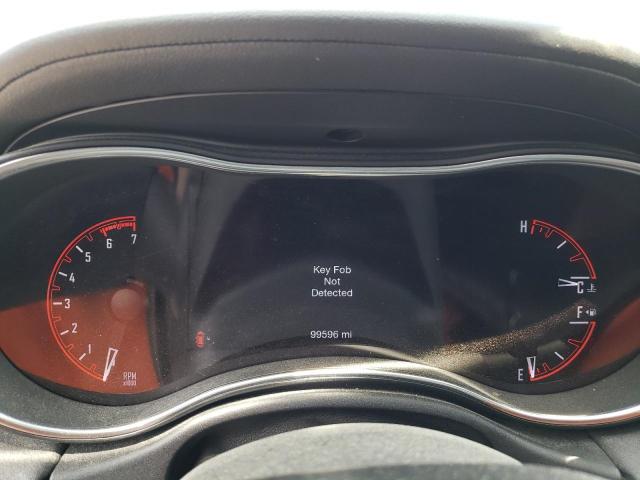 Key Fob
Not
Detected
99596 mi
7
6
5
4
3
2
1
RPM
x1000
H
C
F
E